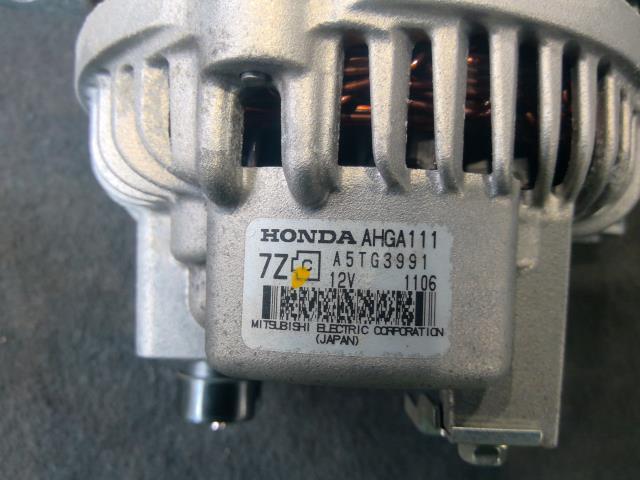 HONDA AHGA111
7Z C A5TG3991
12V 1106
MITSUBISHI ELECTRIC CORPORATION
(JAPAN)